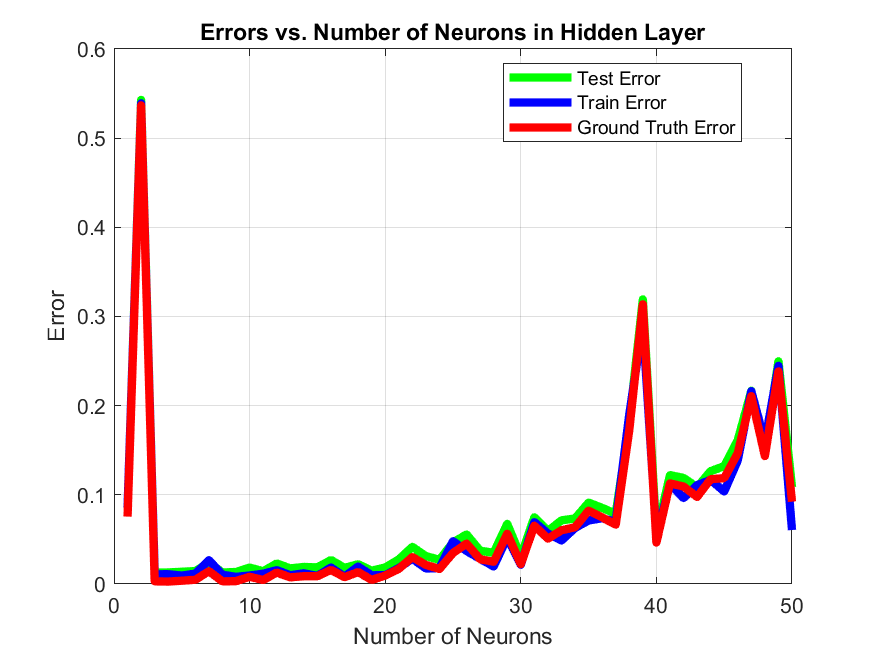 Errors vs. Number of Neurons in Hidden Layer
0.6
0.5
0.4
0.3
0.2
0.1
0
Error
Test Error
Train Error
Ground Truth Error
0 10 20 30 40 50
Number of Neurons